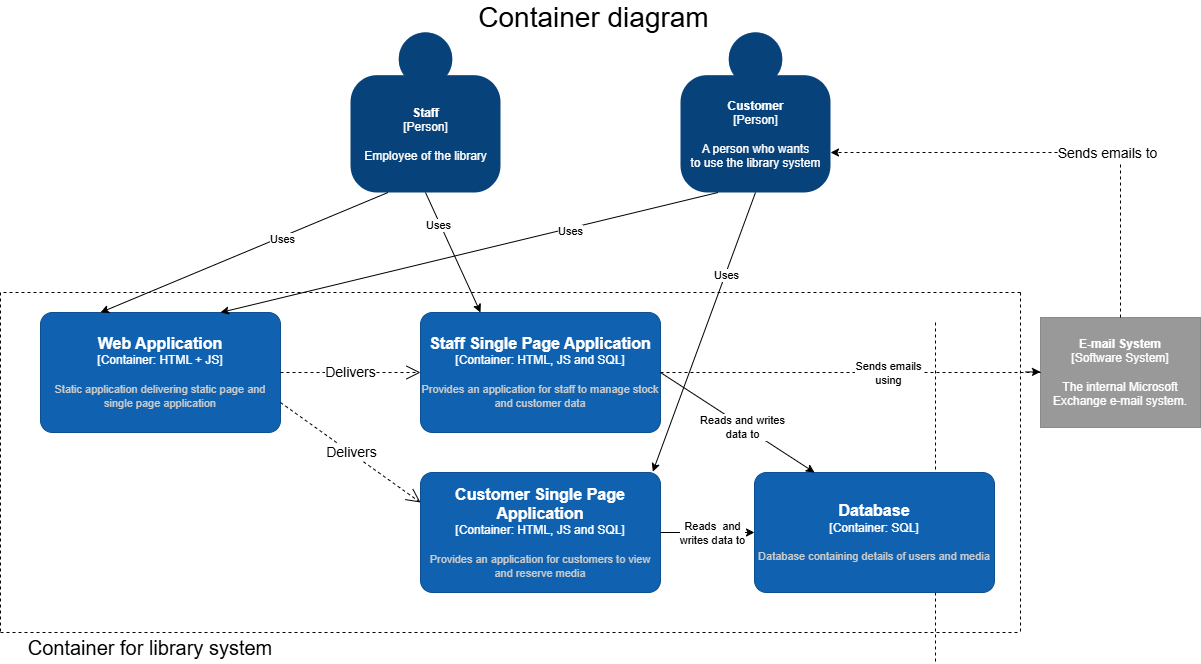 Container diagram
Staff
[Person]
Employee of the library
Customer
[Person]
A person who wants
to use the library system
Sends emails to
Uses
Uses
Uses
Uses
Web Application
[Container: HTML + JS]
Static application delivering static page and
single page application
Delivers
Delivers
Staff Single Page Application
[Container: HTML, JS and SQL]
Provides an application for staff to manage stock
and customer data
Sends emails
using
E-mail System
[Software System]
The internal Microsoft
Exchange e-mail system.
Reads and writes
data to
Customer Single Page
Application
[Container: HTML, JS and SQL]
Provides an application for customers to view
and reserve media
Reads and
writes data to
Database
[Container: SQL]
Database containing details of users and media
Container for library system